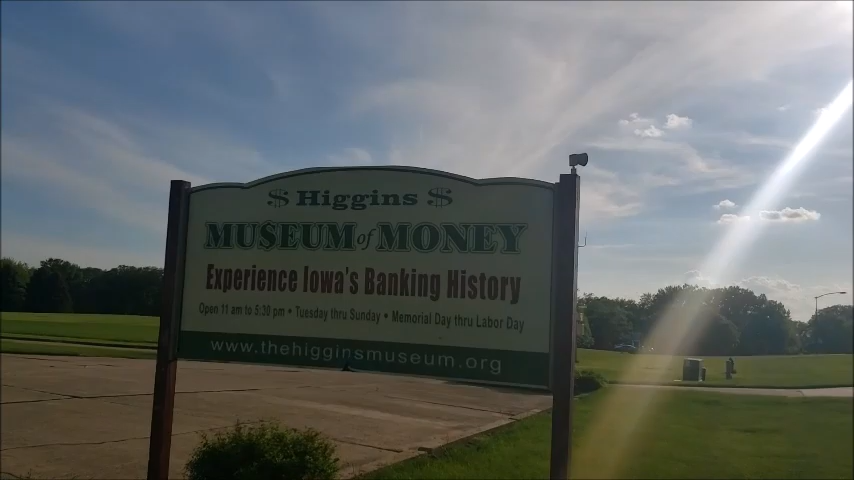 $ Higgins $
MU$EUM of MONEY
Experience Iowa's Banking History
Open 11 am to 5:30 pm • Tuesday thru Sunday • Memorial Day thru Labor Day
www.thehigginsmuseum.org